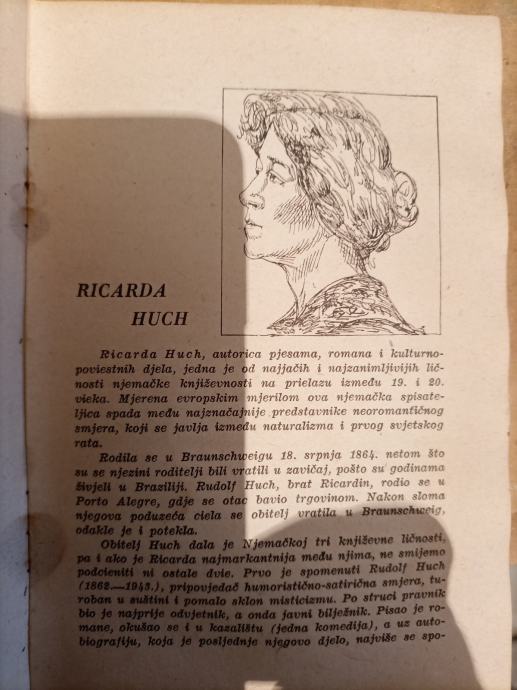 RICARDA
HUCH
Ricarda Huch, autorica pjesama, romana i kulturno-
poviestnih djela, jedna je od najjačih i najzanimljivijih lič-
nosti njemačke književnosti na prielazu između 19. i 20.
vieka. Mjerena evropskim mjerilom ova njemačka spisate-
ljica spada među najznačajnije predstavnike neoromantičnog
smjera, koji se javlja između naturalizma i prvog svjetskog
rata.
Rodila se u Braunschweigu 18. srpnja 1864. netom što
su se njezini roditelji bili vratili u zavičaj, pošto su godinama
živjeli u Braziliji. Rudolf Huch, brat Ricardin, rodio se u
Porto Alegre, gdje se otac bavio trgovinom. Nakon sloma
njegova poduzeća ciela se obitelj vratila u Braunschweig,
odakle je i potekla.
Obitelj Huch dala je Njemačkoj tri književne ličnosti,
pa i ako je Ricarda najmarkantnija među njima, ne smijemo
podcieniti ni ostale dvie. Prvo je spomenuti Rudolf Huch
(1862.—1943.), pripovjedač humoristično-satirična smjera, tu-
roban u suštini i pomalo sklon misticizmu. Po struci pravnik
bio je najprije odvjetnik, a onda javni bilježnik. Pisao je ro-
mane, okušao se i u kazalištu (jedna komedija), a uz auto-
biografiju, koja je posljednje njegovo djelo, najviše se spo-